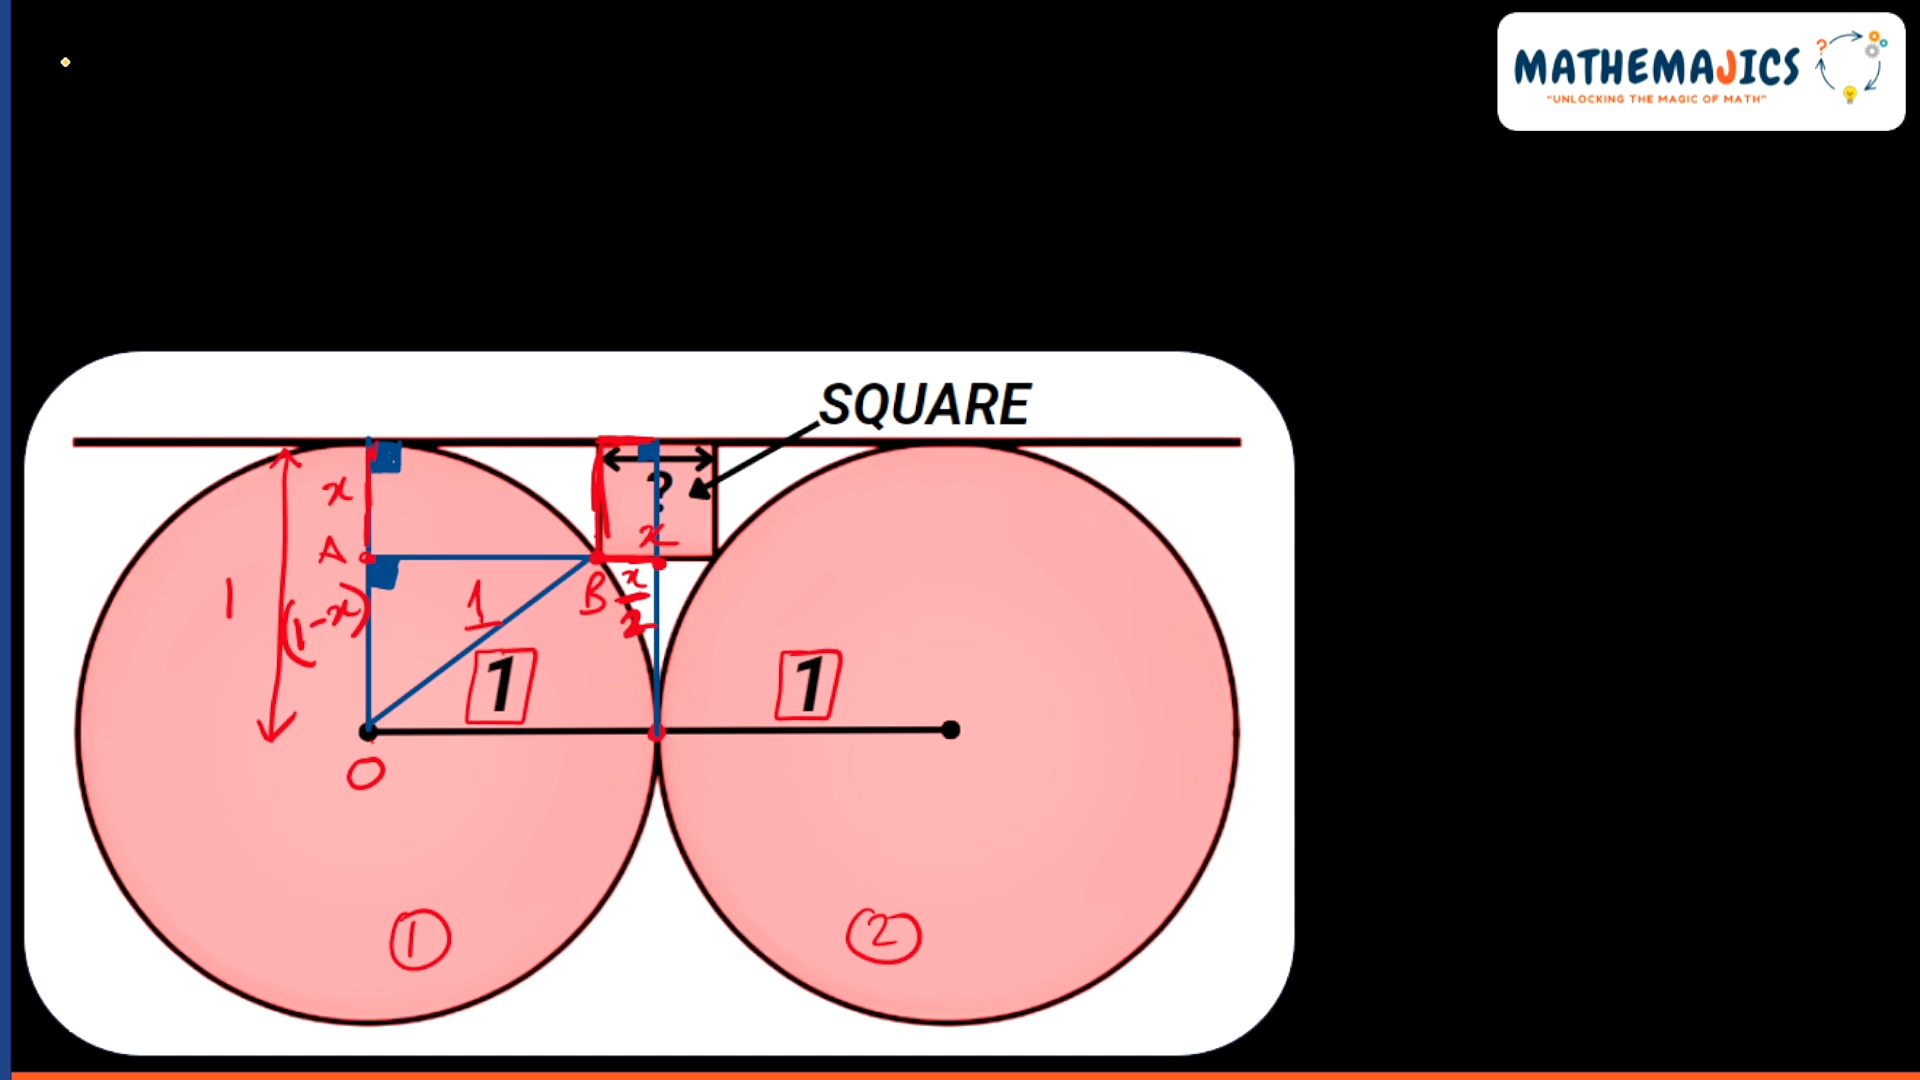 MATHEMAJICS
"UNLOCKING THE MAGIC OF MATH"
SQUARE
?
x
x
A
B
x/2
1
(1-x)
1
1
1
O
1
2